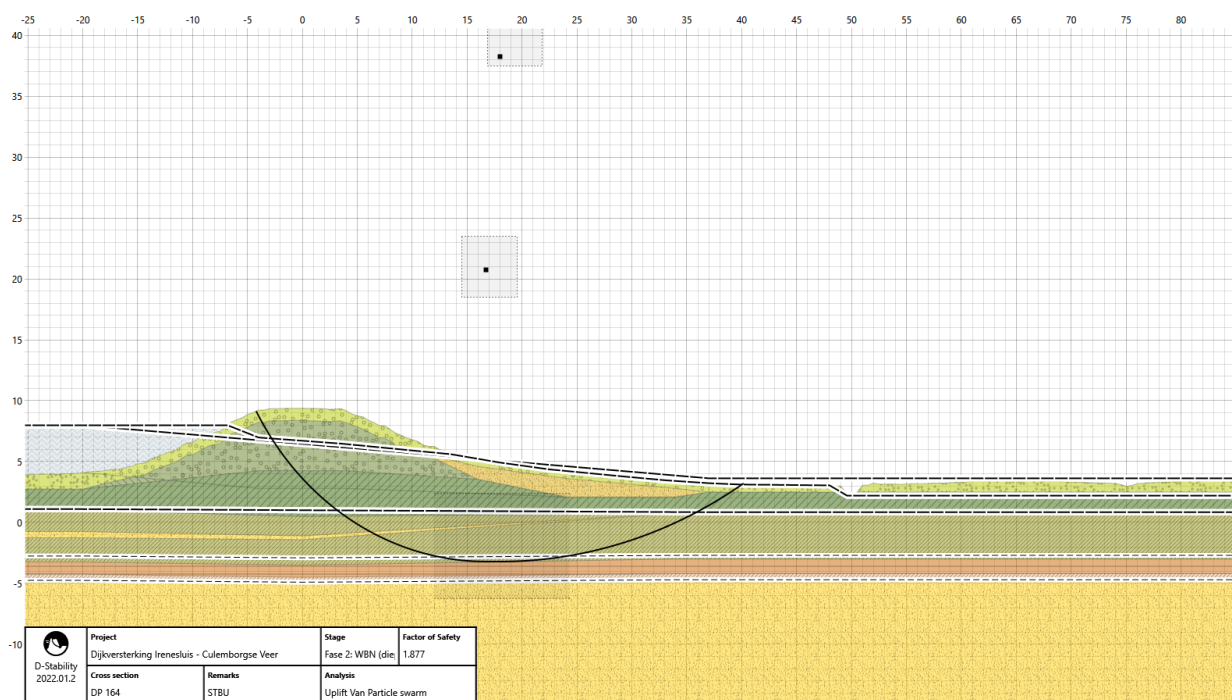 -25 -20 -15 -10 -5 0 5 10 15 20 25 30 35 40 45 50 55 60 65 70 75 80
40
35
30
25
20
15
10
5
0
-5
-10
D-Stability
2022.01.2
Project
Dijkversterking Irenesluis - Culemborgse Veer
Stage
Fase 2: WBN (die
Factor of Safety
1.877
Cross section
DP 164
Remarks
STBU
Analysis
Uplift Van Particle swarm